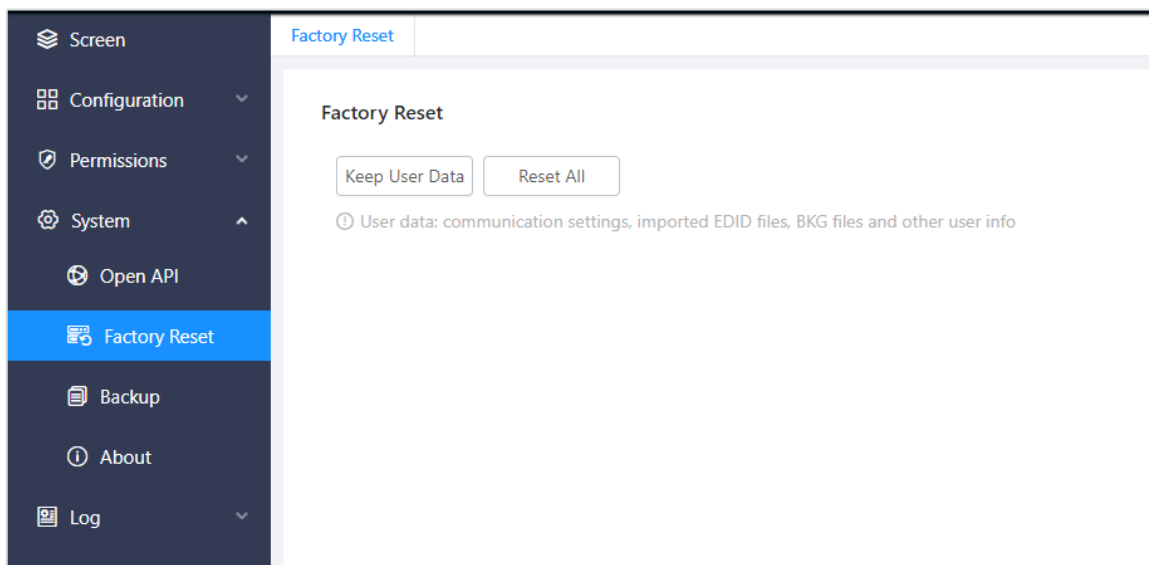 Screen
Configuration
Permissions
System
Open API
Factory Reset
Backup
About
Log
Factory Reset
Factory Reset
Keep User Data
Reset All
User data: communication settings, imported EDID files, BKG files and other user info